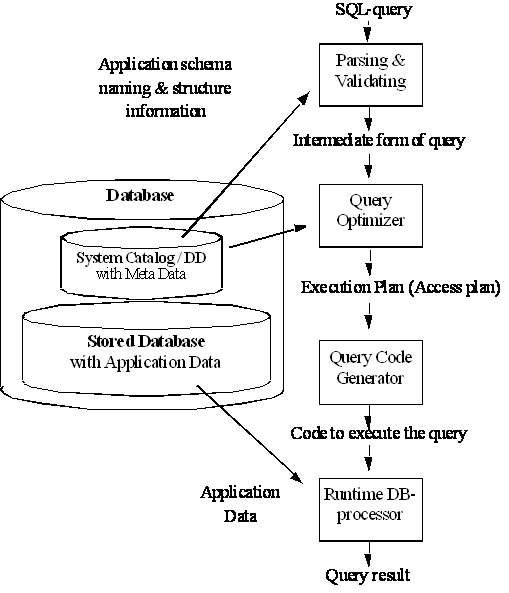 SQL-query
Parsing &
Validating
Application schema
naming & structure
information
Intermediate form of query
Database
Query
Optimizer
System Catalog / DD
with Meta Data
Execution Plan (Access plan)
Stored Database
with Application Data
Query Code
Generator
Code to execute the query
Application
Data
Runtime DB-
processor
Query result